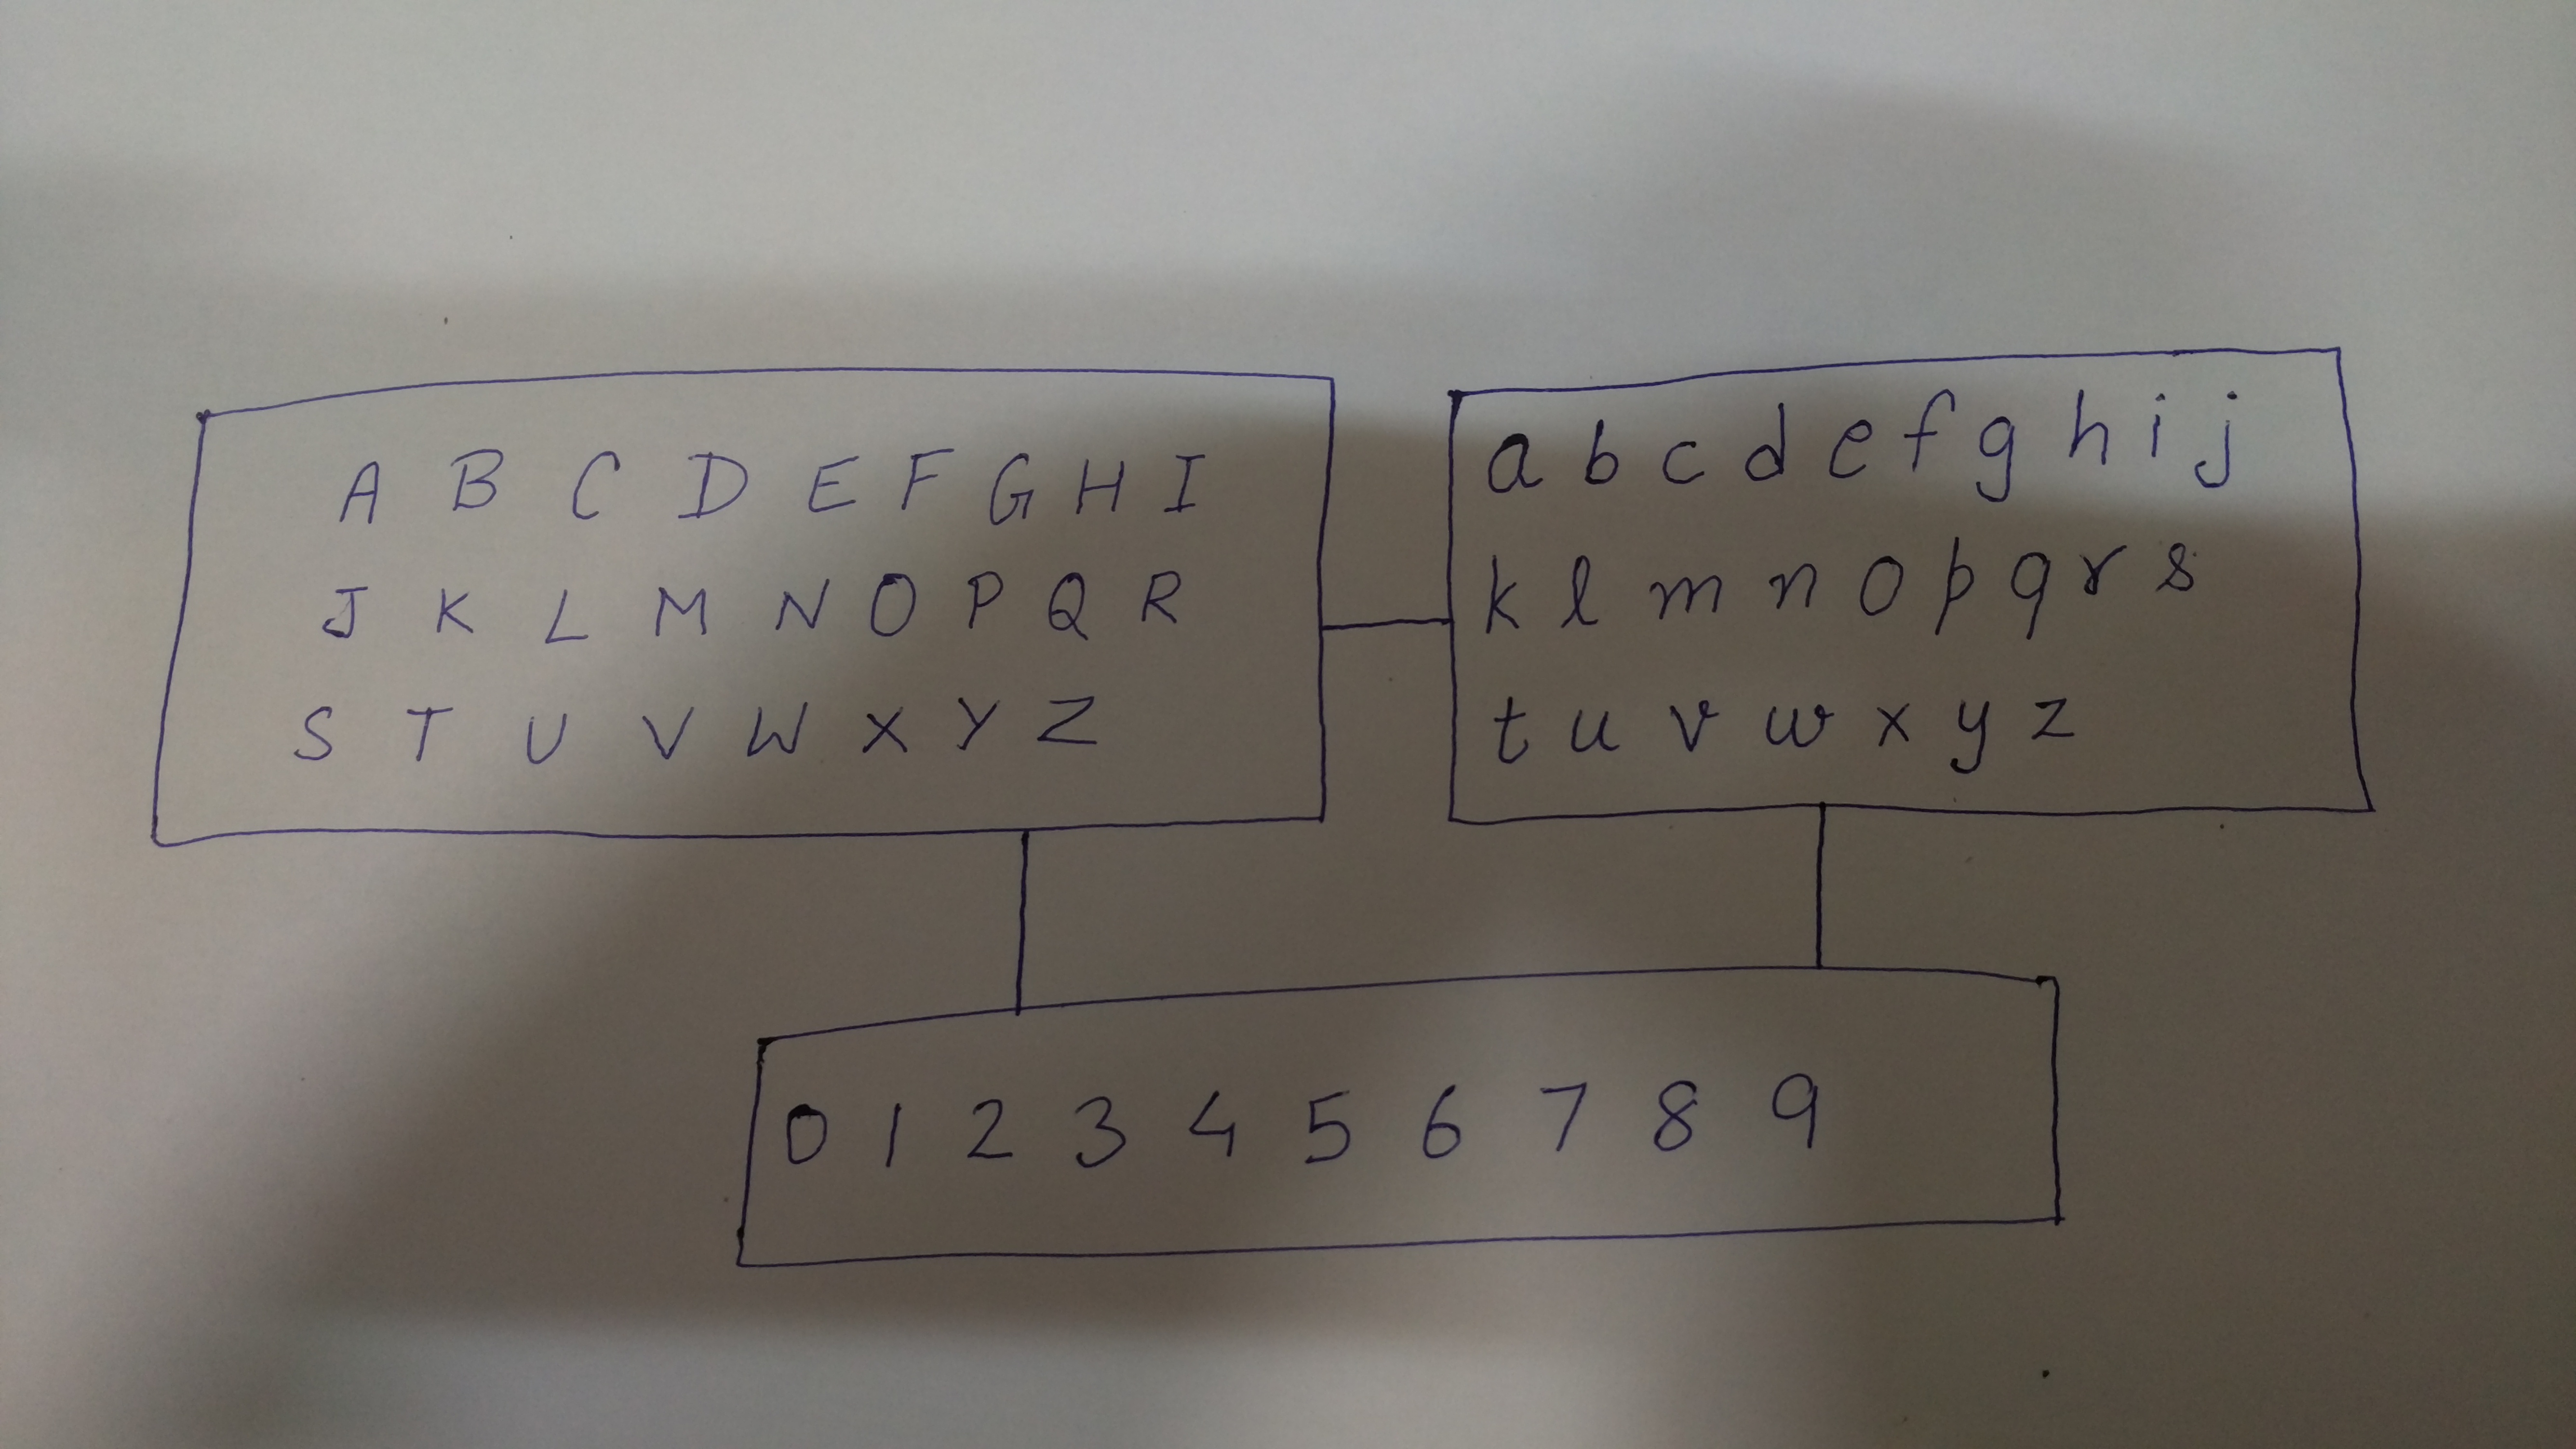 A B C D E F G H I
J K L M N O P Q R
S T U V W X Y Z
a b c d e f g h i j
k l m n o p q r s
t u v w x y z
0 1 2 3 4 5 6 7 8 9